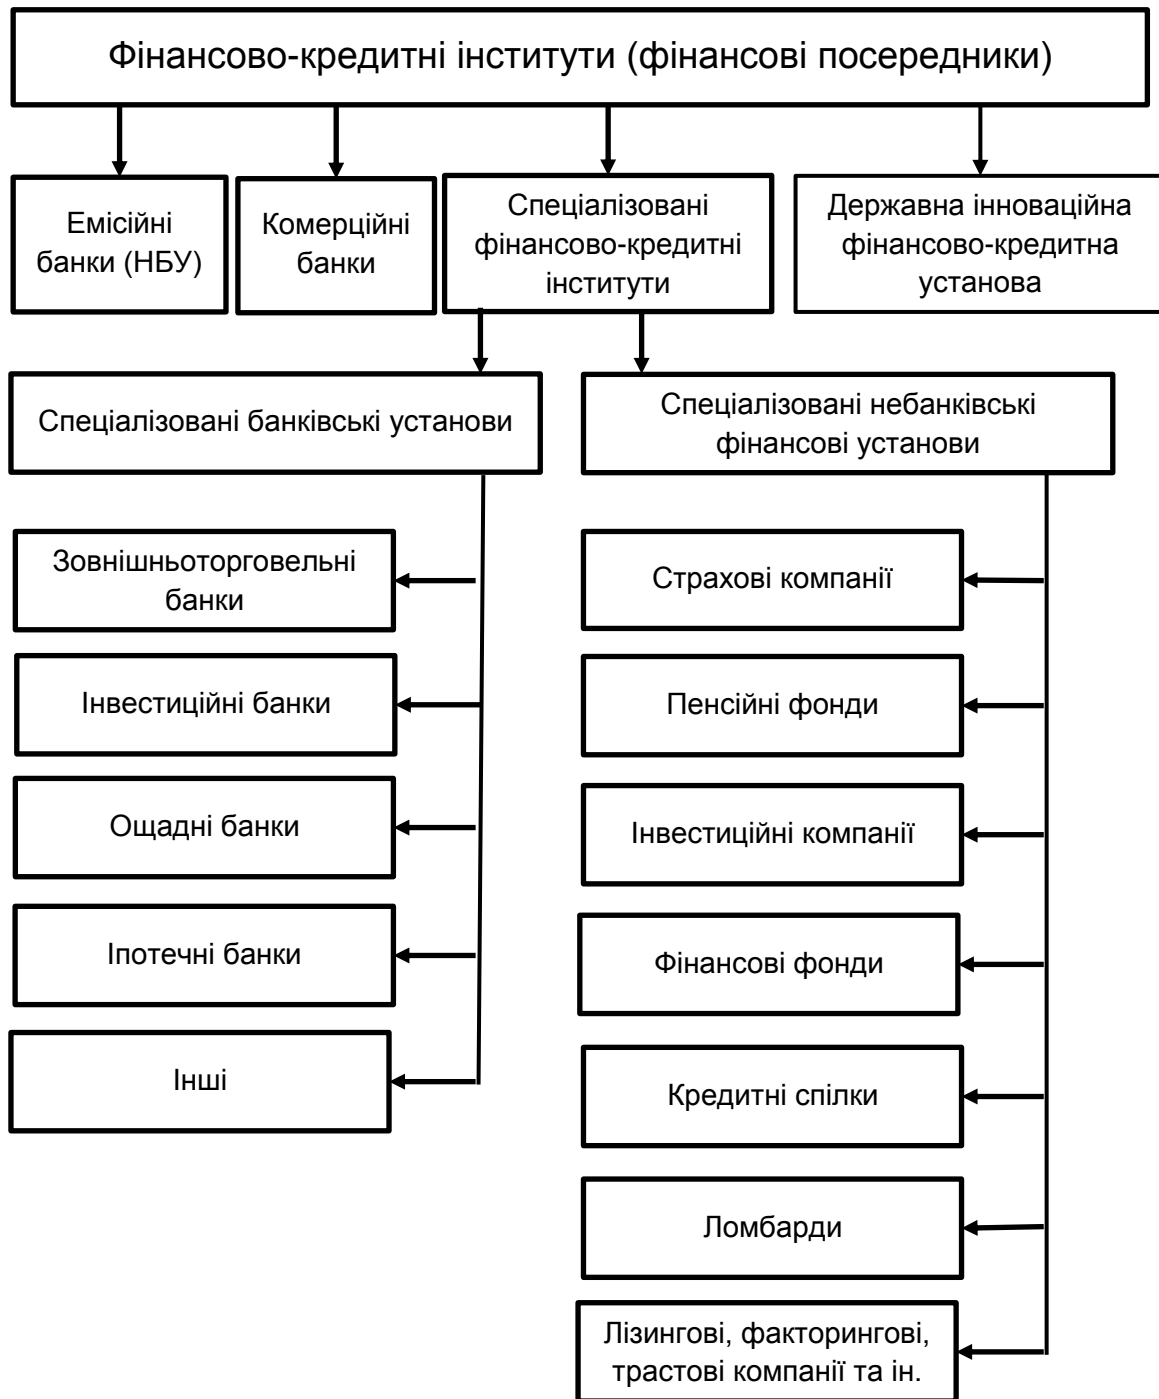 Фінансово-кредитні інститути (фінансові посередники)
Емісійні
банки (НБУ)
Комерційні
банки
Спеціалізовані
фінансово-кредитні
інститути
Державна інноваційна
фінансово-кредитна
установа
Спеціалізовані банківські установи
Спеціалізовані небанківські
фінансові установи
Зовнішньоторговельні
банки
Інвестиційні банки
Ощадні банки
Іпотечні банки
Інші
Страхові компанії
Пенсійні фонди
Інвестиційні компанії
Фінансові фонди
Кредитні спілки
Ломбарди
Лізингові, факторингові,
трастові компанії та ін.